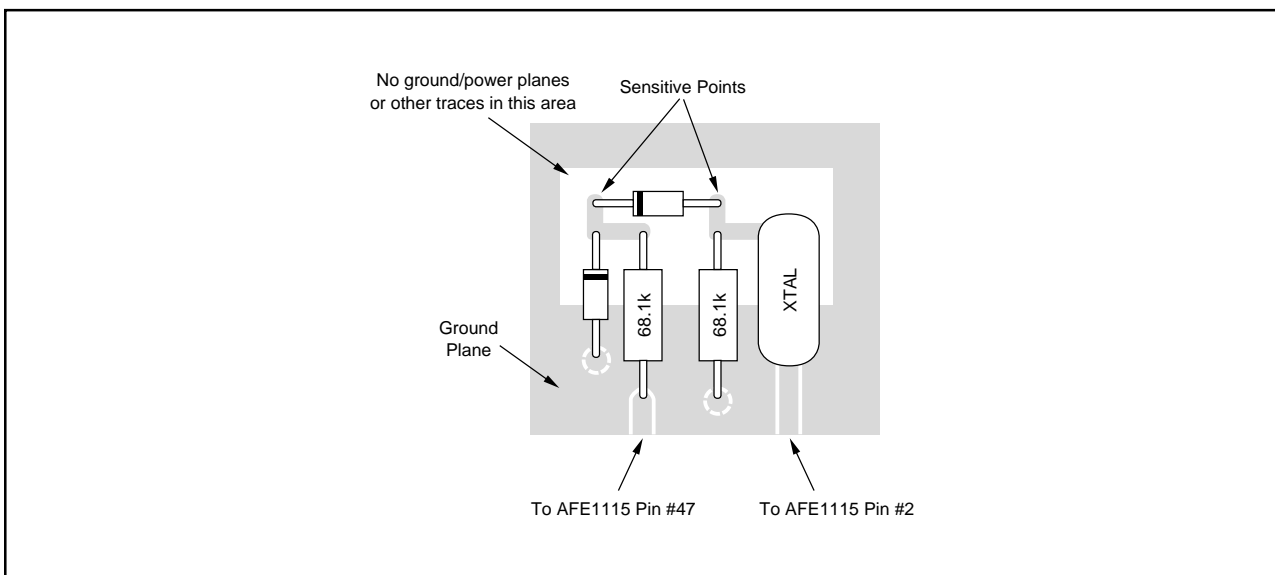 No ground/power planes
or other traces in this area
Sensitive Points
68.1k
68.1k
XTAL
Ground
Plane
To AFE1115 Pin #47
To AFE1115 Pin #2